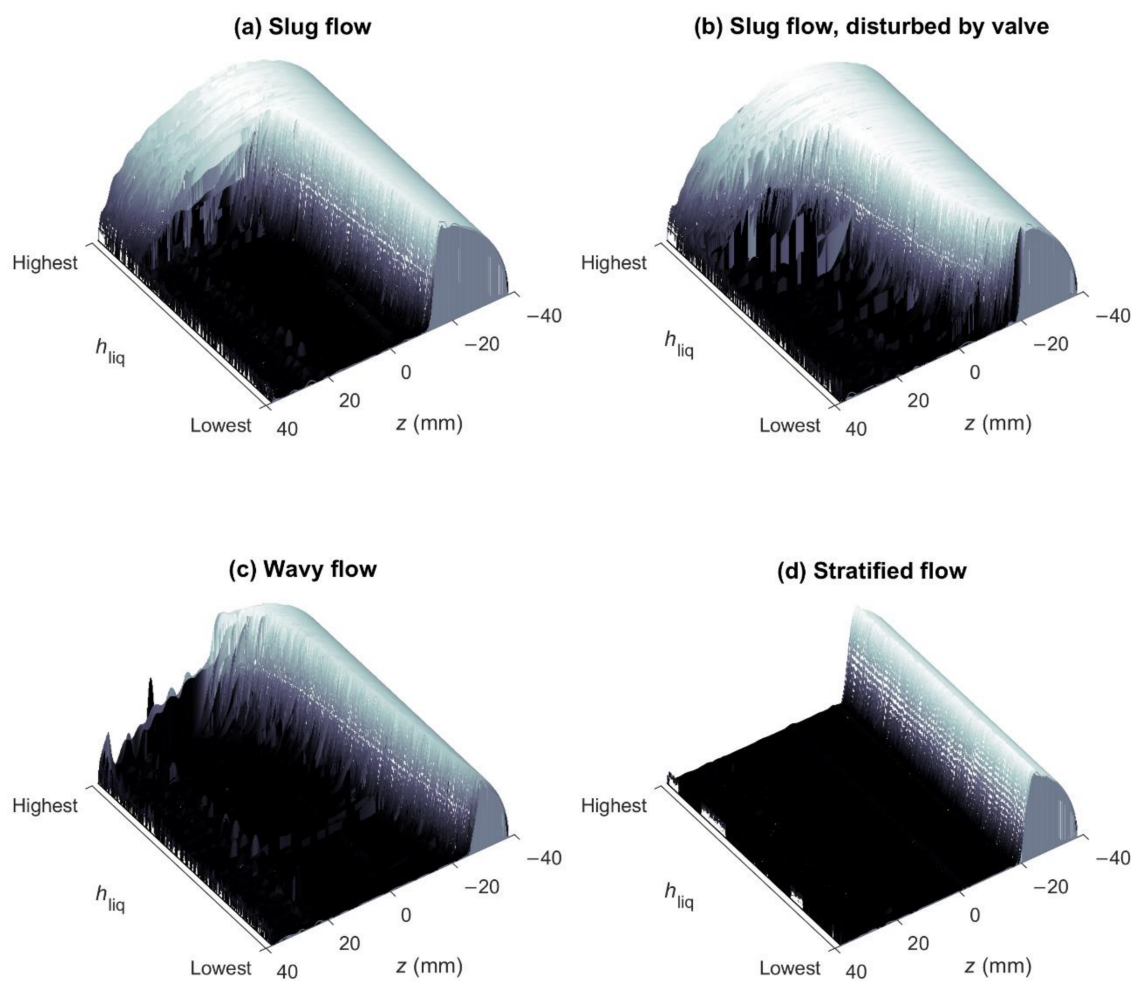 (a) Slug flow
(b) Slug flow, disturbed by valve
Highest
h_liq
Lowest
40
20
0
−20
−40
z (mm)
Highest
h_liq
Lowest
40
20
0
−20
−40
z (mm)
(c) Wavy flow
(d) Stratified flow
Highest
h_liq
Lowest
40
20
0
−20
−40
z (mm)
Highest
h_liq
Lowest
40
20
0
−20
−40
z (mm)